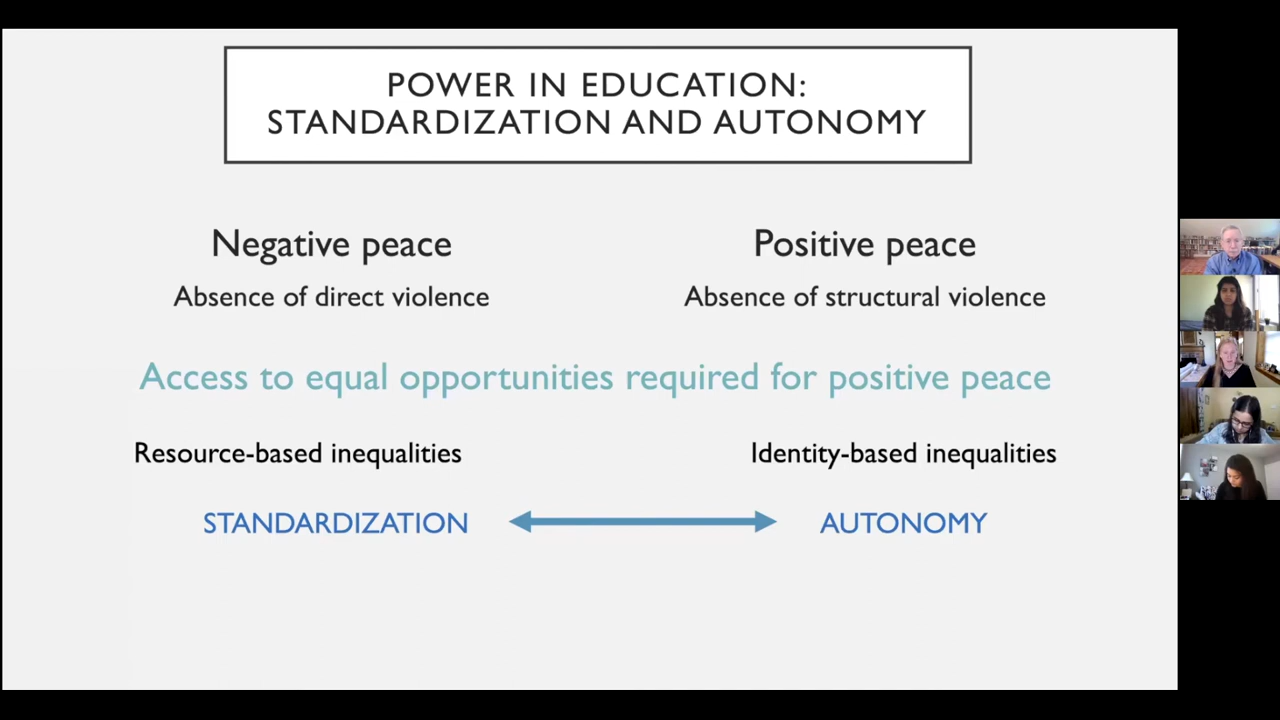 POWER IN EDUCATION:
STANDARDIZATION AND AUTONOMY
Negative peace
Positive peace
Absence of direct violence
Absence of structural violence
Access to equal opportunities required for positive peace
Resource-based inequalities
Identity-based inequalities
STANDARDIZATION
AUTONOMY